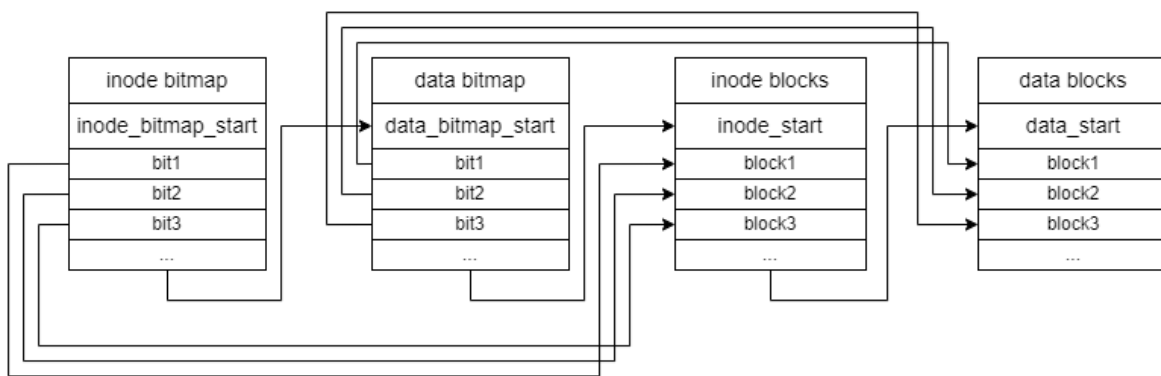 inode bitmap
inode_bitmap_start
bit1
bit2
bit3
...
data bitmap
data_bitmap_start
bit1
bit2
bit3
...
inode blocks
inode_start
block1
block2
block3
...
data blocks
data_start
block1
block2
block3
...